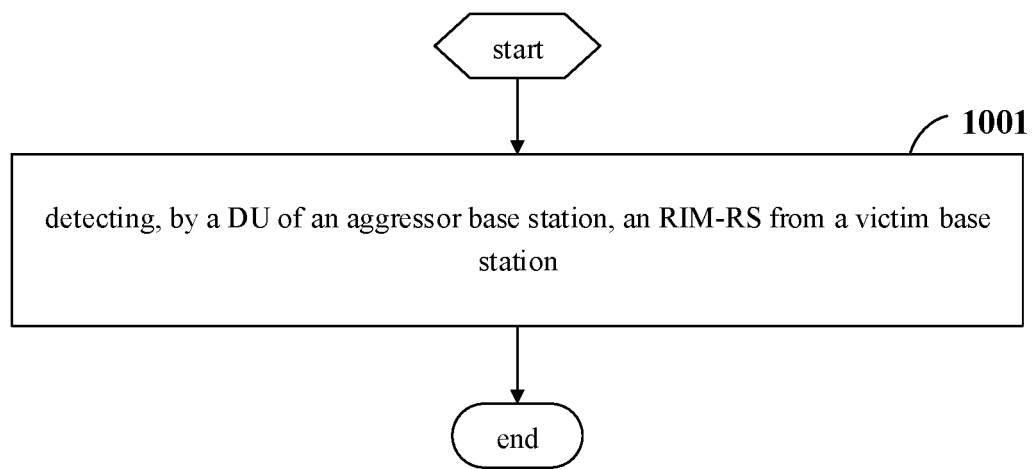 start
1001
detecting, by a DU of an aggressor base station, an RIM-RS from a victim base
station
end